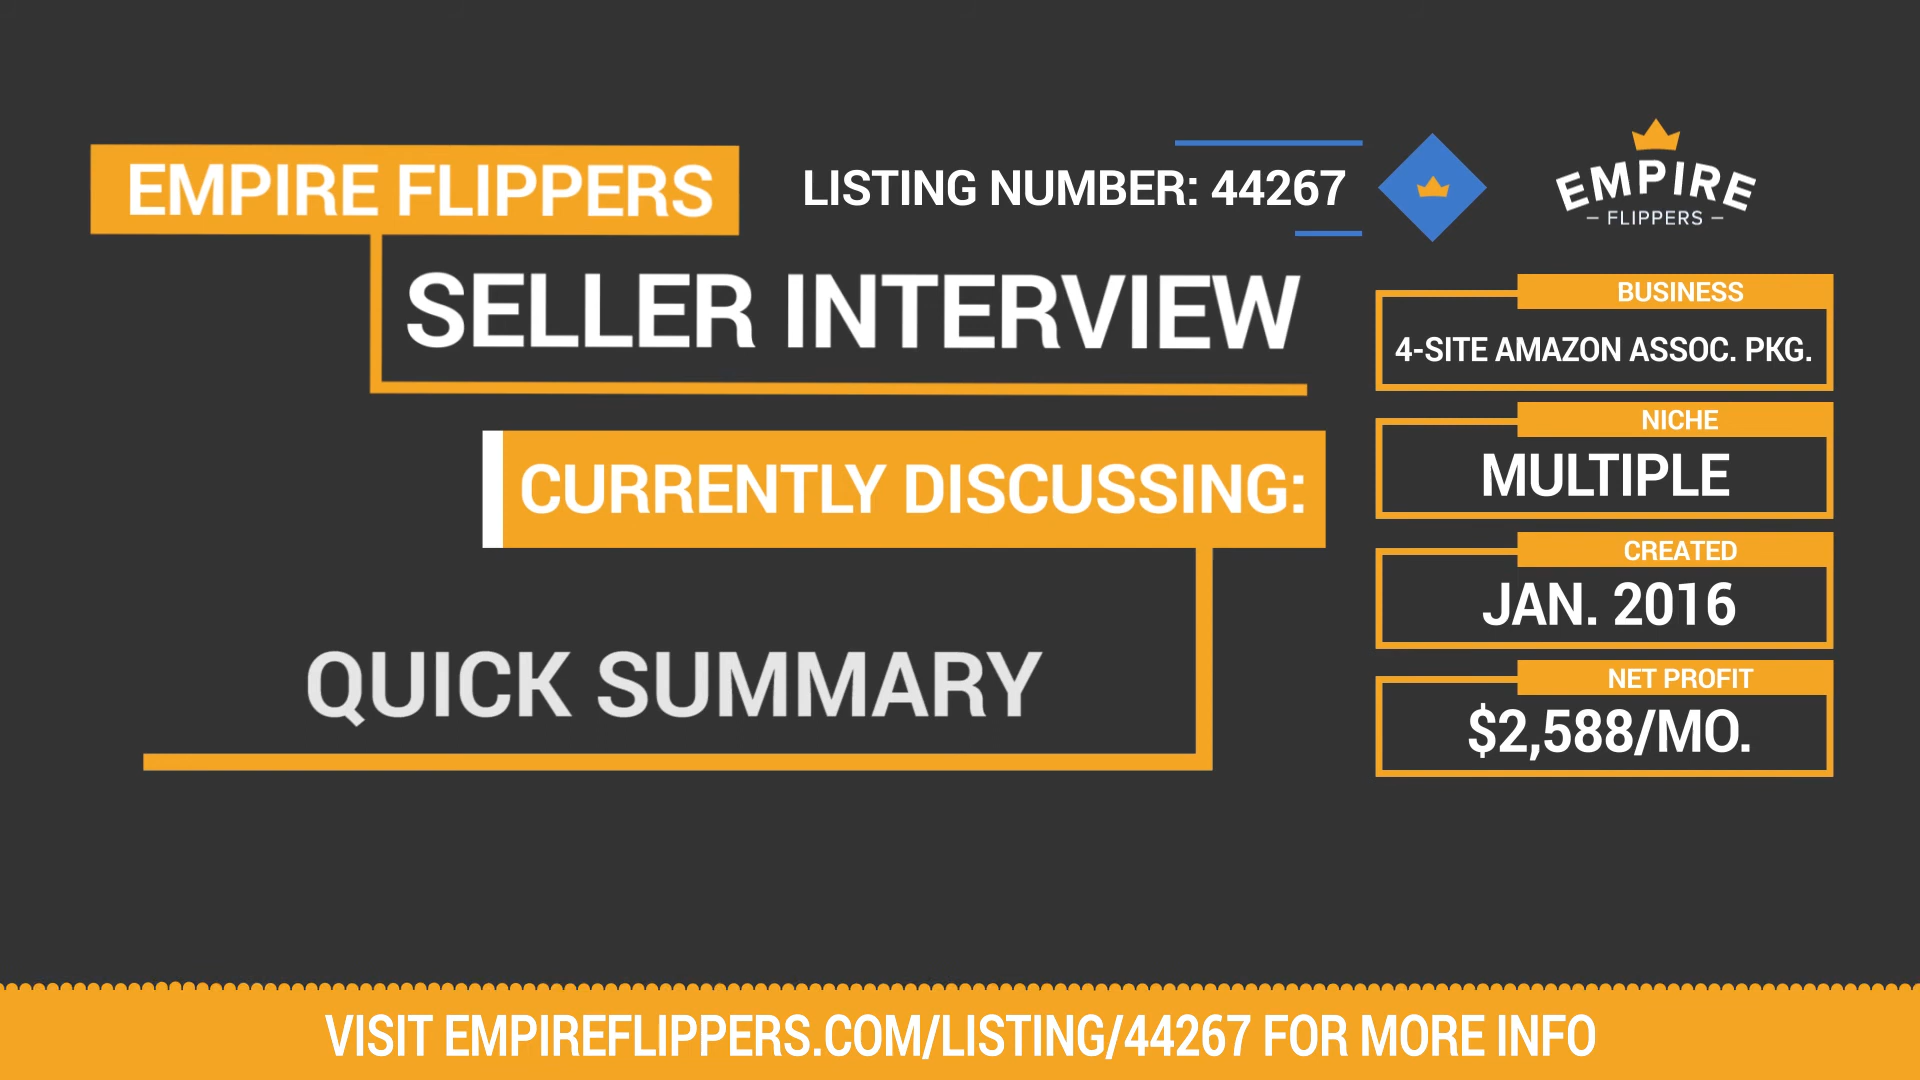 EMPIRE FLIPPERS
SELLER INTERVIEW
LISTING NUMBER: 44267
EMPIRE
– FLIPPERS –
CURRENTLY DISCUSSING:
QUICK SUMMARY
BUSINESS
4-SITE AMAZON ASSOC. PKG.
NICHE
MULTIPLE
CREATED
JAN. 2016
NET PROFIT
$2,588/MO.
VISIT EMPIREFLIPPERS.COM/LISTING/44267 FOR MORE INFO